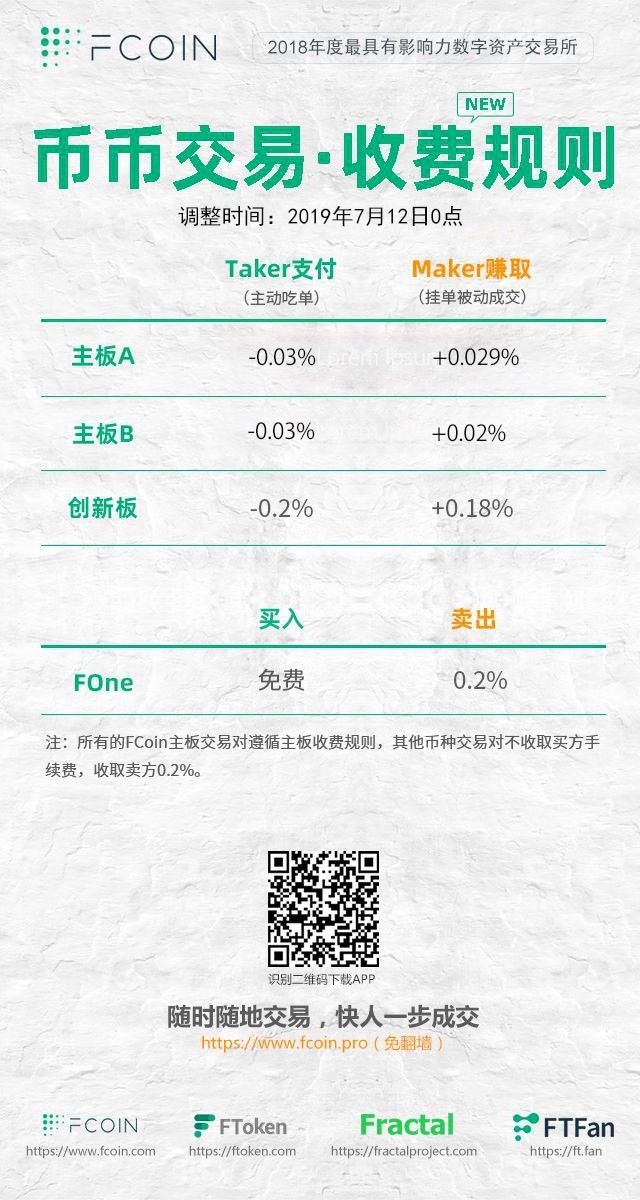 FCOIN
2018年度最具有影响力数字资产交易所
NEW
币币交易·收费规则
调整时间：2019年7月12日0点
Taker支付 Maker赚取
（主动吃单） （挂单被动成交）
主板A -0.03% +0.029%
Lorem Ipsum
主板B -0.03% +0.02%
创新板 -0.2% +0.18%
买入 卖出
FOne 免费 0.2%
注：所有的FCoin主板交易对遵循主板收费规则，其他币种交易对不收取买方手
续费，收取卖方0.2%。
识别二维码下载APP
随时随地交易，快人一步成交
https://www.fcoin.pro（免翻墙）
FCOIN FToken Fractal FTFan
https://www.fcoin.com https://ftoken.com https://fractalproject.com https://ft.fan